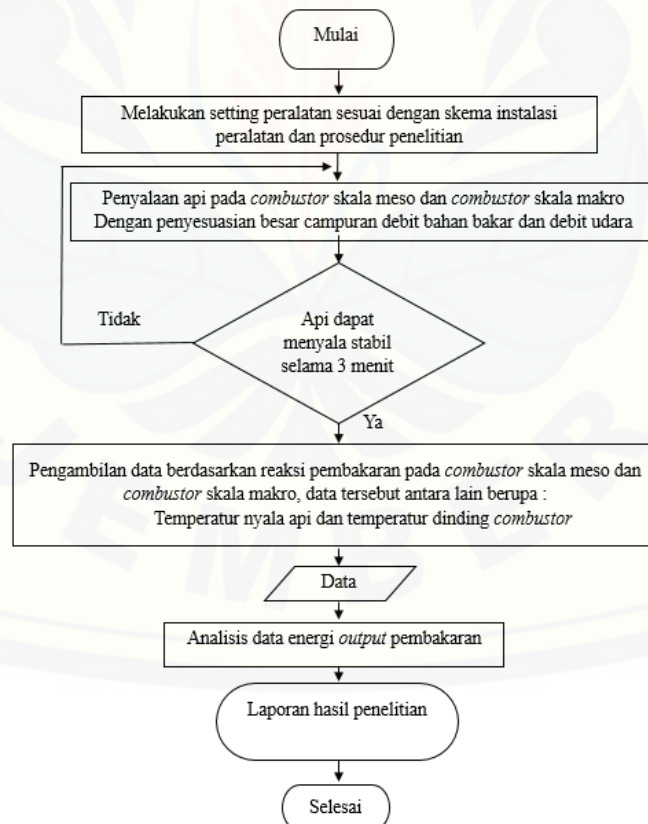 Mulai
Melakukan setting peralatan sesuai dengan skema instalasi
peralatan dan prosedur penelitian
Penyalaan api pada combustor skala meso dan combustor skala makro
Dengan penyesuaian besar campuran debit bahan bakar dan debit udara
Tidak
Api dapat
menyala stabil
selama 3 menit
Ya
Pengambilan data berdasarkan reaksi pembakaran pada combustor skala meso dan
combustor skala makro, data tersebut antara lain berupa :
Temperatur nyala api dan temperatur dinding combustor
Data
Analisis data energi output pembakaran
Laporan hasil penelitian
Selesai